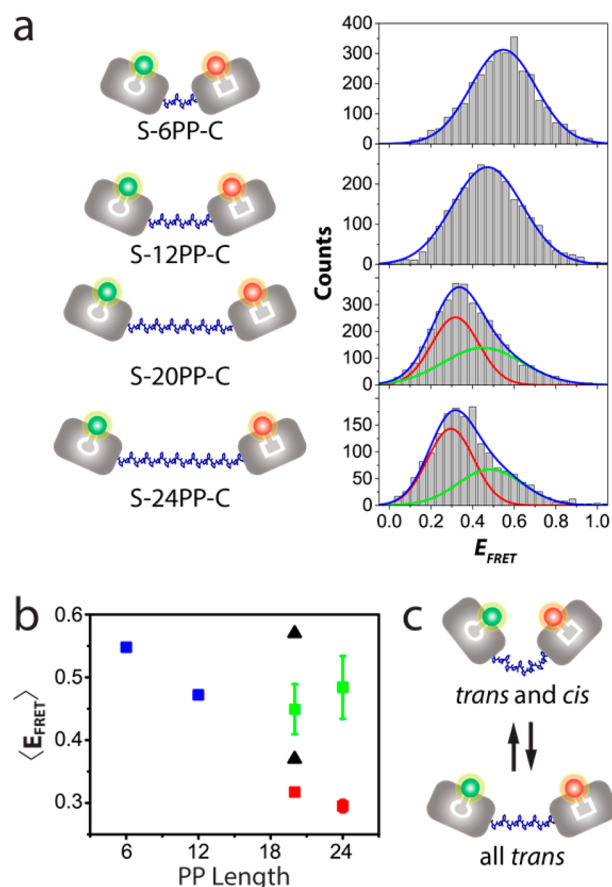 a
S-6PP-C
S-12PP-C
S-20PP-C
S-24PP-C
Counts
400
300
200
100
0
200
100
0
300
200
100
0
150
100
50
0
0.0 0.2 0.4 0.6 0.8 1.0
E_FRET
b
⟨E_FRET⟩
0.6
0.5
0.4
0.3
6 12 18 24
PP Length
c
trans and cis
all trans